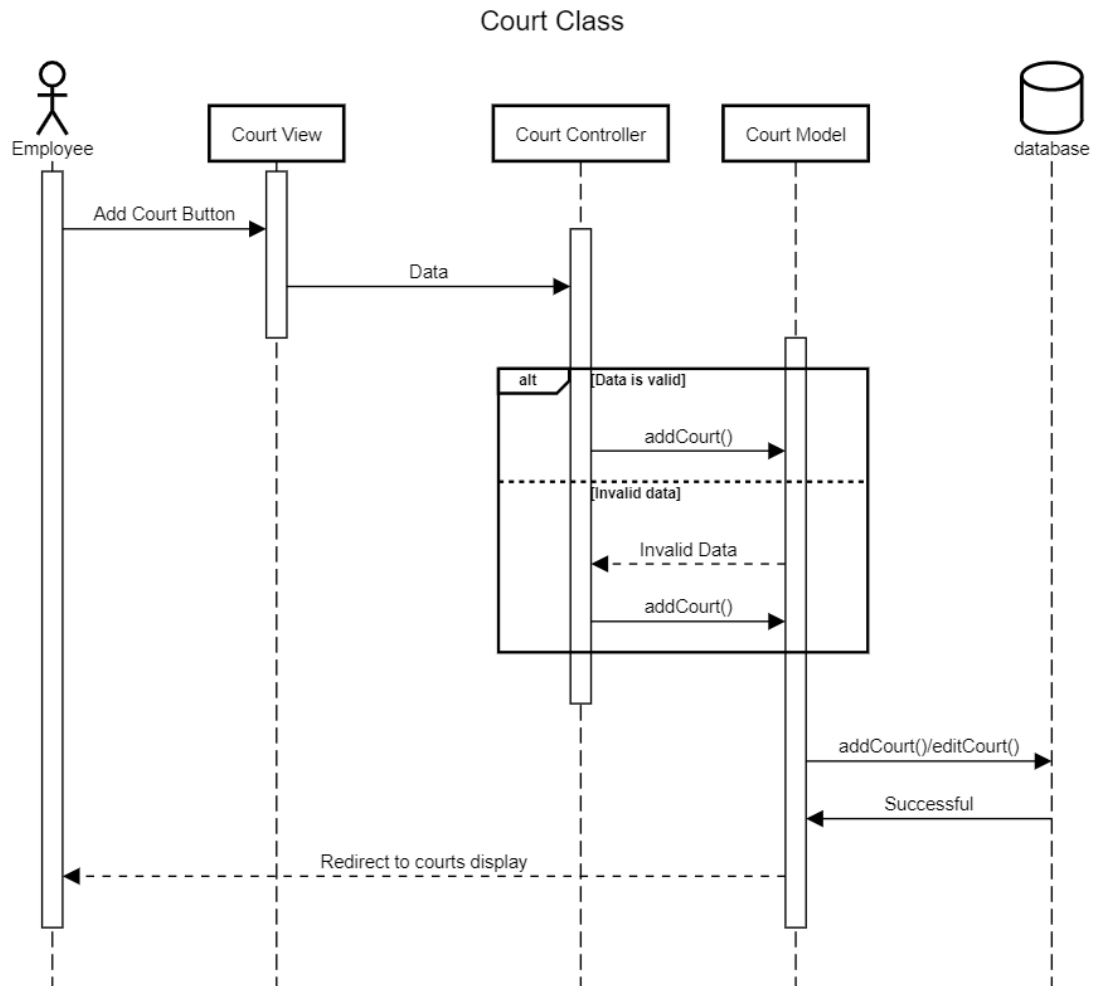 Court Class
Employee
Court View
Court Controller
Court Model
database
Add Court Button
Data
alt
[Data is valid]
addCourt()
[Invalid data]
Invalid Data
addCourt()
addCourt()/editCourt()
Successful
Redirect to courts display